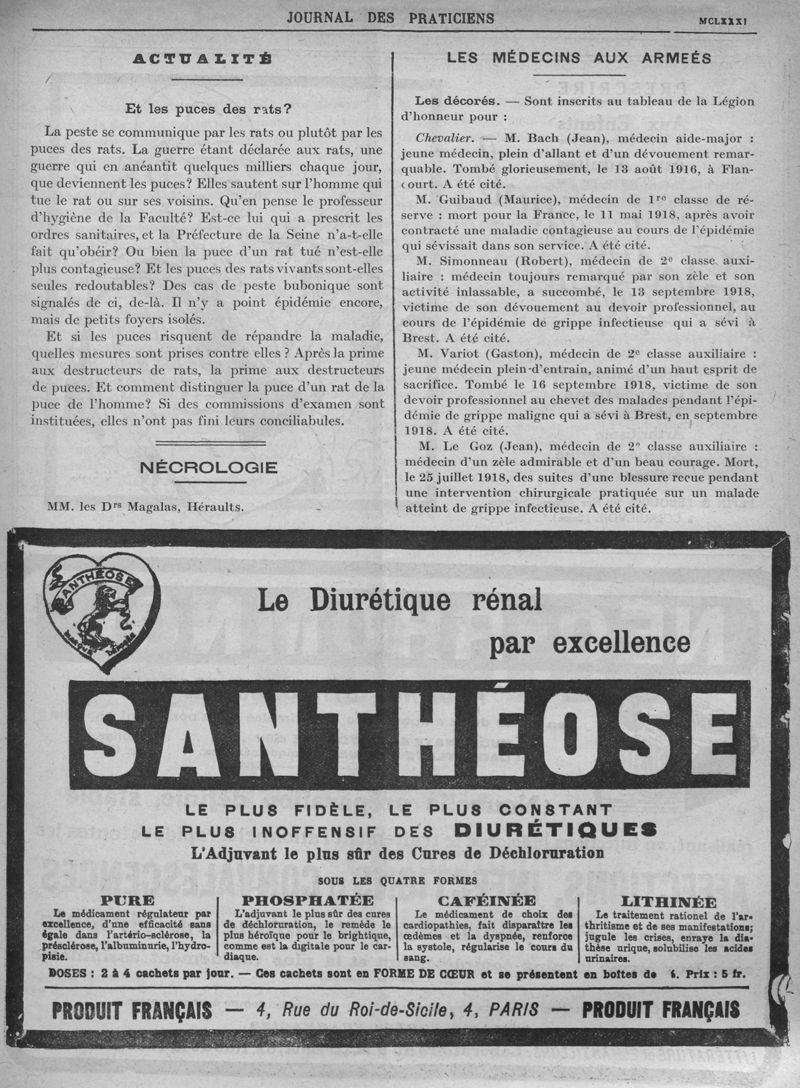 JOURNAL DES PRATICIENS
MCLXXXI
ACTUALITÉ
Et les puces des rats?
La peste se communique par les rats ou plutôt par les
puces des rats. La guerre étant déclarée aux rats, une
guerre qui en anéantit quelques milliers chaque jour,
que deviennent les puces? Elles sautent sur l'homme qui
tue le rat ou sur ses voisins. Qu'en pense le professeur
d'hygiène de la Faculté? Est-ce lui qui a prescrit les
ordres sanitaires, et la Préfecture de la Seine n'a-t-elle
fait qu'obéir? Ou bien la puce d'un rat tué n'est-elle
plus contagieuse? Et les puces des rats vivants sont-elles
seules redoutables? Des cas de peste bubonique sont
signalés de ci, de-là. Il n'y a point épidémie encore,
mais de petits foyers isolés.
Et si les puces risquent de répandre la maladie,
quelles mesures sont prises contre elles? Après la prime
aux destructeurs de rats, la prime aux destructeurs
de puces. Et comment distinguer la puce d'un rat de la
puce de l'homme? Si des commissions d'examen sont
instituées, elles n'ont pas fini leurs conciliabules.
NÉCROLOGIE
MM. les Drs Magalas, Héraults.
LES MÉDECINS AUX ARMEÉS
Les décorés. — Sont inscrits au tableau de la Légion
d'honneur pour :
Chevalier. — M. Bach (Jean), médecin aide-major :
jeune médecin, plein d'allant et d'un dévouement remar-
quable. Tombé glorieusement, le 13 août 1916, à Flan-
court. A été cité.
M. Guibaud (Maurice), médecin de 1re classe de ré-
serve : mort pour la France, le 11 mai 1918, après avoir
contracté une maladie contagieuse au cours de l'épidémie
qui sévissait dans son service. A été cité.
M. Simonneau (Robert), médecin de 2e classe auxi-
liaire : médecin toujours remarqué par son zèle et son
activité inlassable, a succombé, le 13 septembre 1918,
victime de son dévouement au devoir professionnel, au
cours de l'épidémie de grippe infectieuse qui a sévi à
Brest. A été cité.
M. Variot (Gaston), médecin de 2e classe auxiliaire :
jeune médecin plein d'entrain, animé d'un haut esprit de
sacrifice. Tombé le 16 septembre 1918, victime de son
devoir professionnel au chevet des malades pendant l'épi-
démie de grippe maligne qui a sévi à Brest, en septembre
1918. A été cité.
M. Le Goz (Jean), médecin de 2e classe auxiliaire :
médecin d'un zèle admirable et d'un beau courage. Mort,
le 25 juillet 1918, des suites d'une blessure recue pendant
une intervention chirurgicale pratiquée sur un malade
atteint de grippe infectieuse. A été cité.
SANTHÉOSE
MARQUE DÉPOSÉE
Le Diurétique rénal
par excellence
SANTHÉOSE
LE PLUS FIDÈLE, LE PLUS CONSTANT
LE PLUS INOFFENSIF DES DIURÉTIQUES
L'Adjuvant le plus sûr des Cures de Déchloruration
SOUS LES QUATRE FORMES
PURE
Le médicament régulateur par
excellence, d'une efficacité sans
égale dans l'artério-sclérose, la
présclérose, l'albuminurie, l'hydro-
pisie.
PHOSPHATÉE
L'adjuvant le plus sûr des cures
de déchloruration, le remède le
plus héroïque pour le brightique,
comme est la digitale pour le car-
diaque.
CAFÉINÉE
Le médicament de choix des
cardiopathies, fait disparaître les
œdèmes et la dyspnée, renforce
la systole, régularise le cours du
sang.
LITHINÉE
Le traitement rationel de l'ar-
thritisme et de ses manifestations;
jugule les crises, enraye la dia-
thèse urique, solubilise les acides
urinaires.
DOSES : 2 à 4 cachets par jour. — Ces cachets sont en FORME DE CŒUR et se présentent en boîtes de Prix : 5 fr.
PRODUIT FRANÇAIS — 4, Rue du Roi-de-Sicile, 4, PARIS — PRODUIT FRANÇAIS